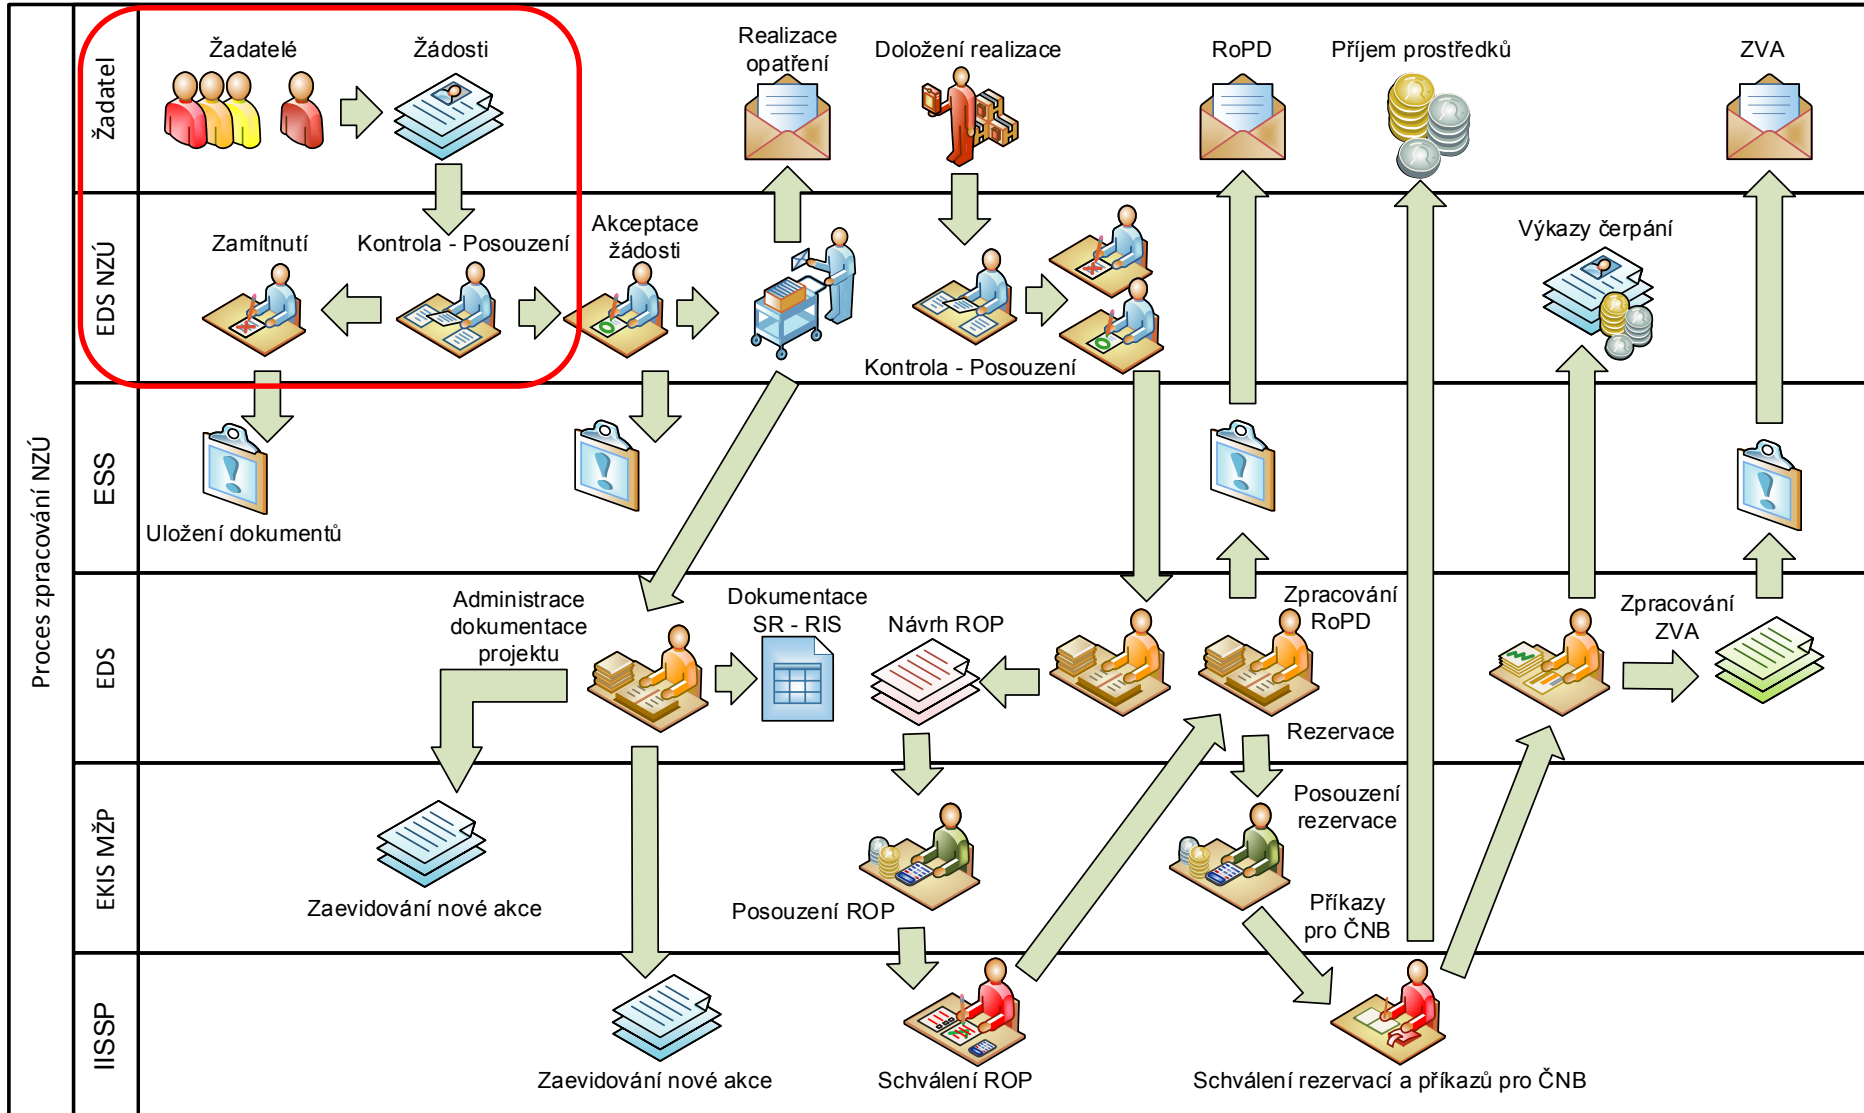 Proces zpracování NZÚ
Žadatel
Žadatelé
Žádosti
Realizace
opatření
Doložení realizace
RoPD
Příjem prostředků
ZVA
EDS NZÚ
Zamítnutí
Kontrola - Posouzení
Akceptace
žádosti
Kontrola - Posouzení
Výkazy čerpání
ESS
Uložení dokumentů
EDS
Administrace
dokumentace
projektu
Dokumentace
SR - RIS
Návrh ROP
Zpracování
RoPD
Rezervace
Zpracování
ZVA
EKIS MŽP
Zaevidování nové akce
Posouzení ROP
Posouzení
rezervace
Příkazy
pro ČNB
IISSP
Zaevidování nové akce
Schválení ROP
Schválení rezervací a příkazů pro ČNB